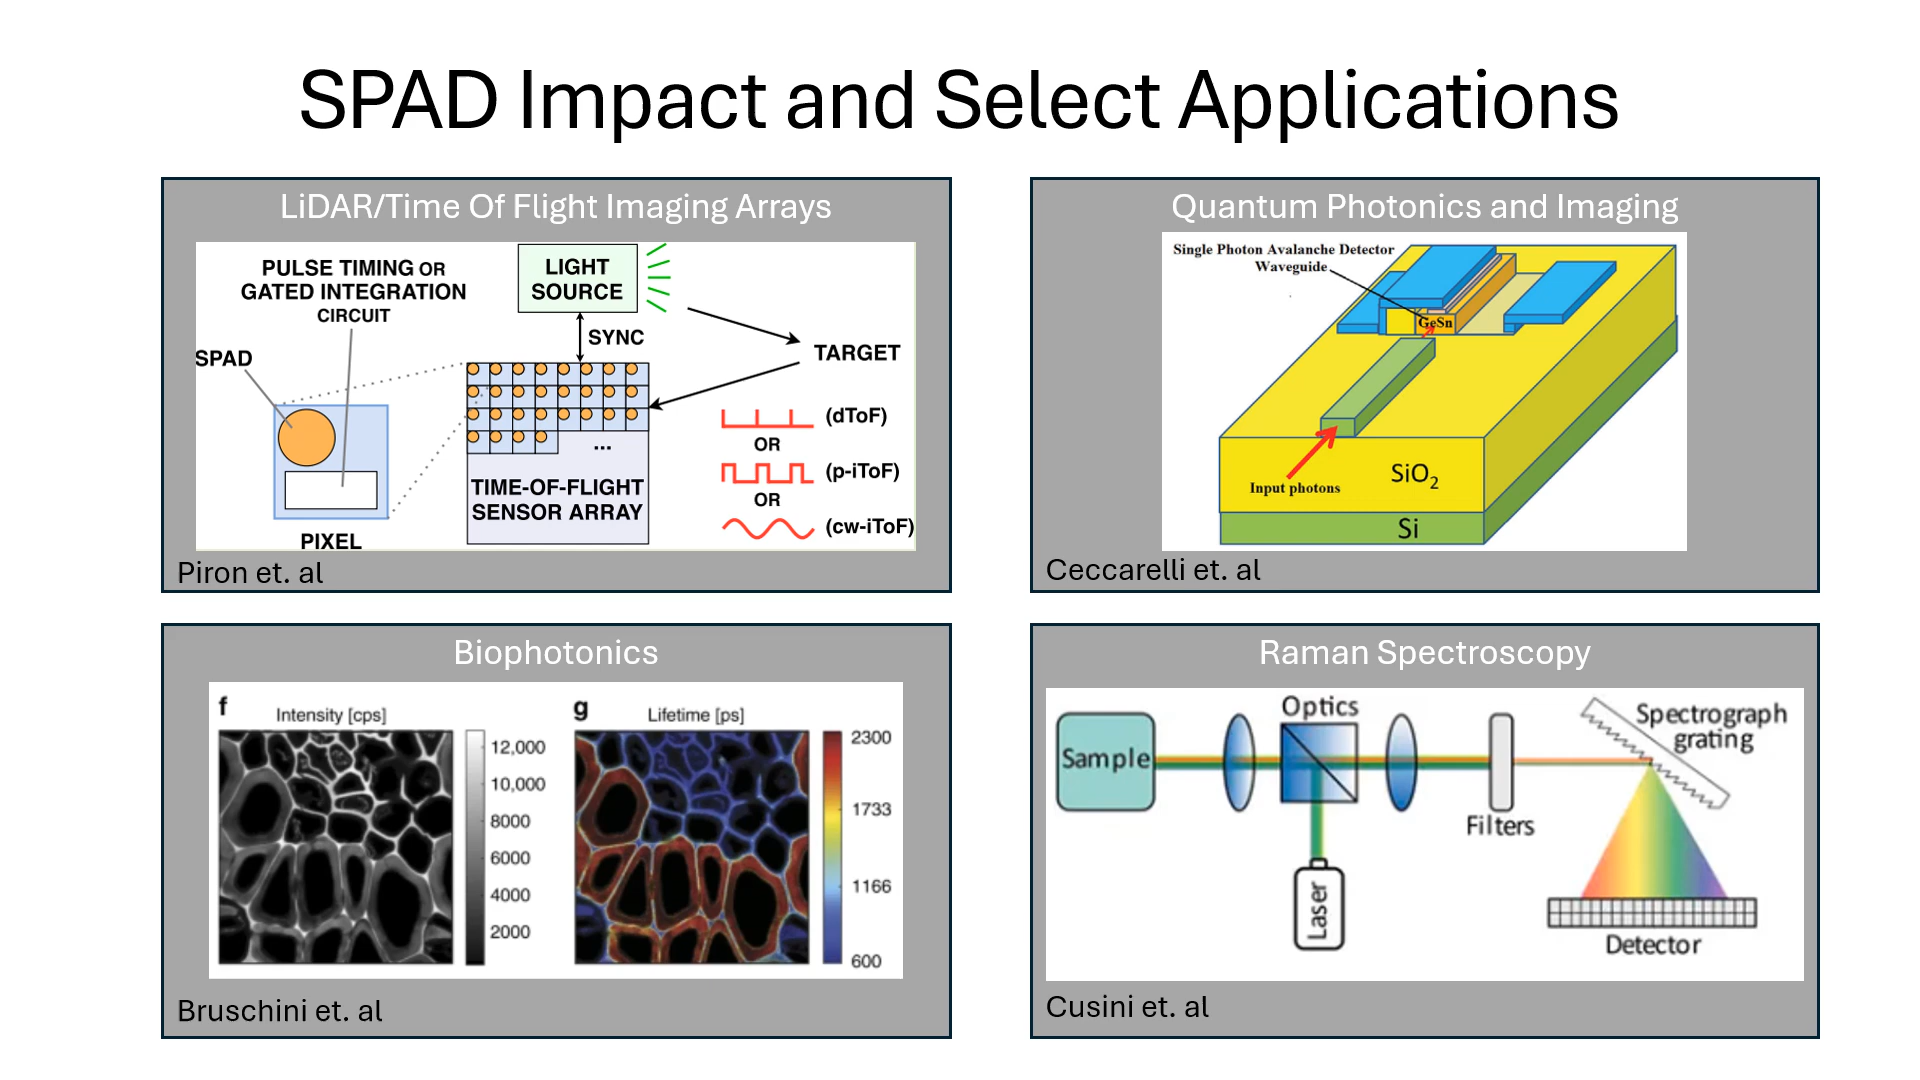 SPAD Impact and Select Applications
LiDAR/Time Of Flight Imaging Arrays
PULSE TIMING OR
GATED INTEGRATION
CIRCUIT
SPAD
PIXEL
LIGHT
SOURCE
SYNC
TARGET
...
TIME-OF-FLIGHT
SENSOR ARRAY
(dToF)
OR
(p-iToF)
OR
(cw-iToF)
Piron et. al
Quantum Photonics and Imaging
Single Photon Avalanche Detector
Waveguide
GeSn
Input photons
SiO2
Si
Ceccarelli et. al
Biophotonics
f
Intensity [cps]
12,000
10,000
8000
6000
4000
2000
g
Lifetime [ps]
2300
1733
1166
600
Bruschini et. al
Raman Spectroscopy
Sample
Optics
Laser
Filters
Spectrograph
grating
Detector
Cusini et. al